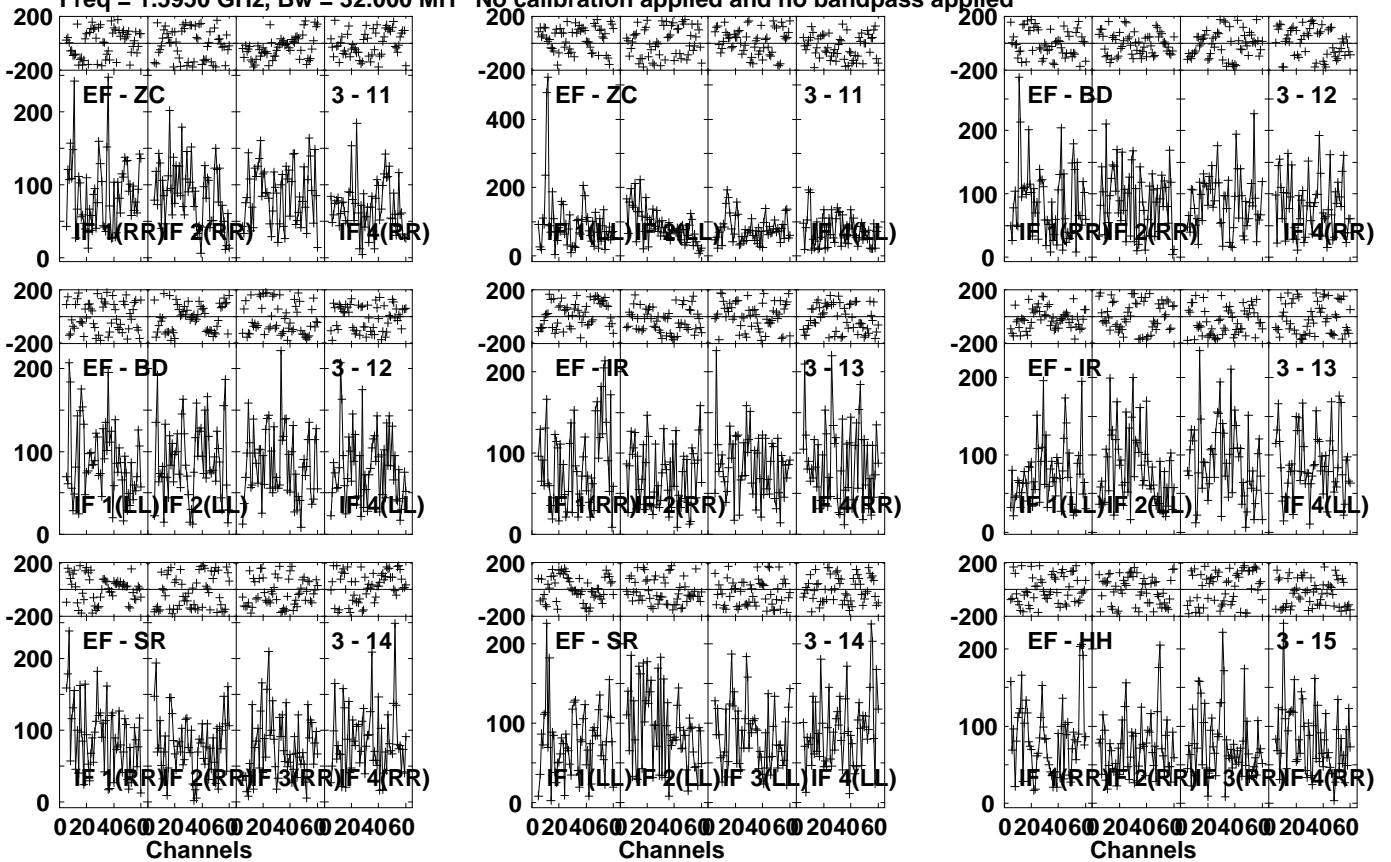 Freq = 1.5950 GHz, Bw = 32.000 MH No calibration applied and no bandpass applied
200
-200
EF - ZC 3 - 11
200
100
0
IF 1(RR) IF 2(RR) IF 4(RR)
EF - ZC 3 - 11
400
200
0
IF 1(LL) IF 2(LL) IF 4(LL)
200
-200
EF - BD 3 - 12
200
100
0
IF 1(RR) IF 2(RR) IF 4(RR)
200
-200
EF - BD 3 - 12
200
100
0
IF 1(LL) IF 2(LL) IF 4(LL)
200
-200
EF - IR 3 - 13
200
100
0
IF 1(RR) IF 2(RR) IF 4(RR)
200
-200
EF - IR 3 - 13
200
100
0
IF 1(LL) IF 2(LL) IF 4(LL)
200
-200
EF - SR 3 - 14
200
100
0
IF 1(RR) IF 2(RR) IF 3(RR) IF 4(RR)
0 20 40 60 0 20 40 60 0 20 40 60 0 20 40 60
Channels
200
-200
EF - SR 3 - 14
200
100
0
IF 1(LL) IF 2(LL) IF 3(LL) IF 4(LL)
0 20 40 60 0 20 40 60 0 20 40 60 0 20 40 60
Channels
200
-200
EF - HH 3 - 15
200
100
0
IF 1(RR) IF 2(RR) IF 3(RR) IF 4(RR)
0 20 40 60 0 20 40 60 0 20 40 60 0 20 40 60
Channels